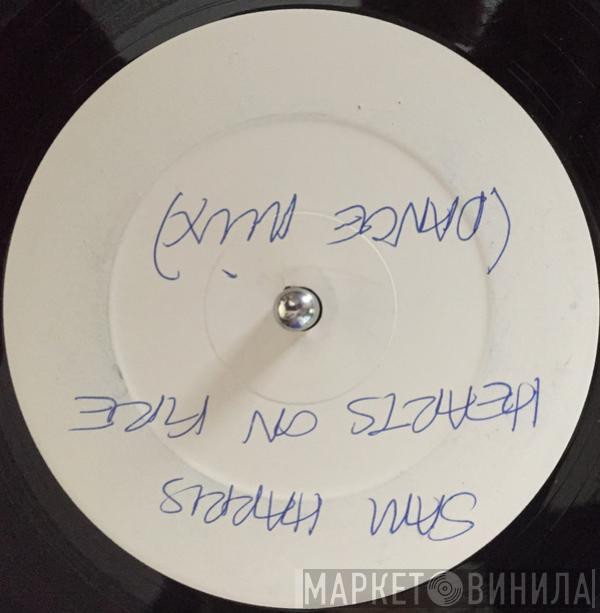 SAM HARRIS
HEARTS ON FIRE
(DANCE MIX)
МАРКЕТ ВИНИЛА